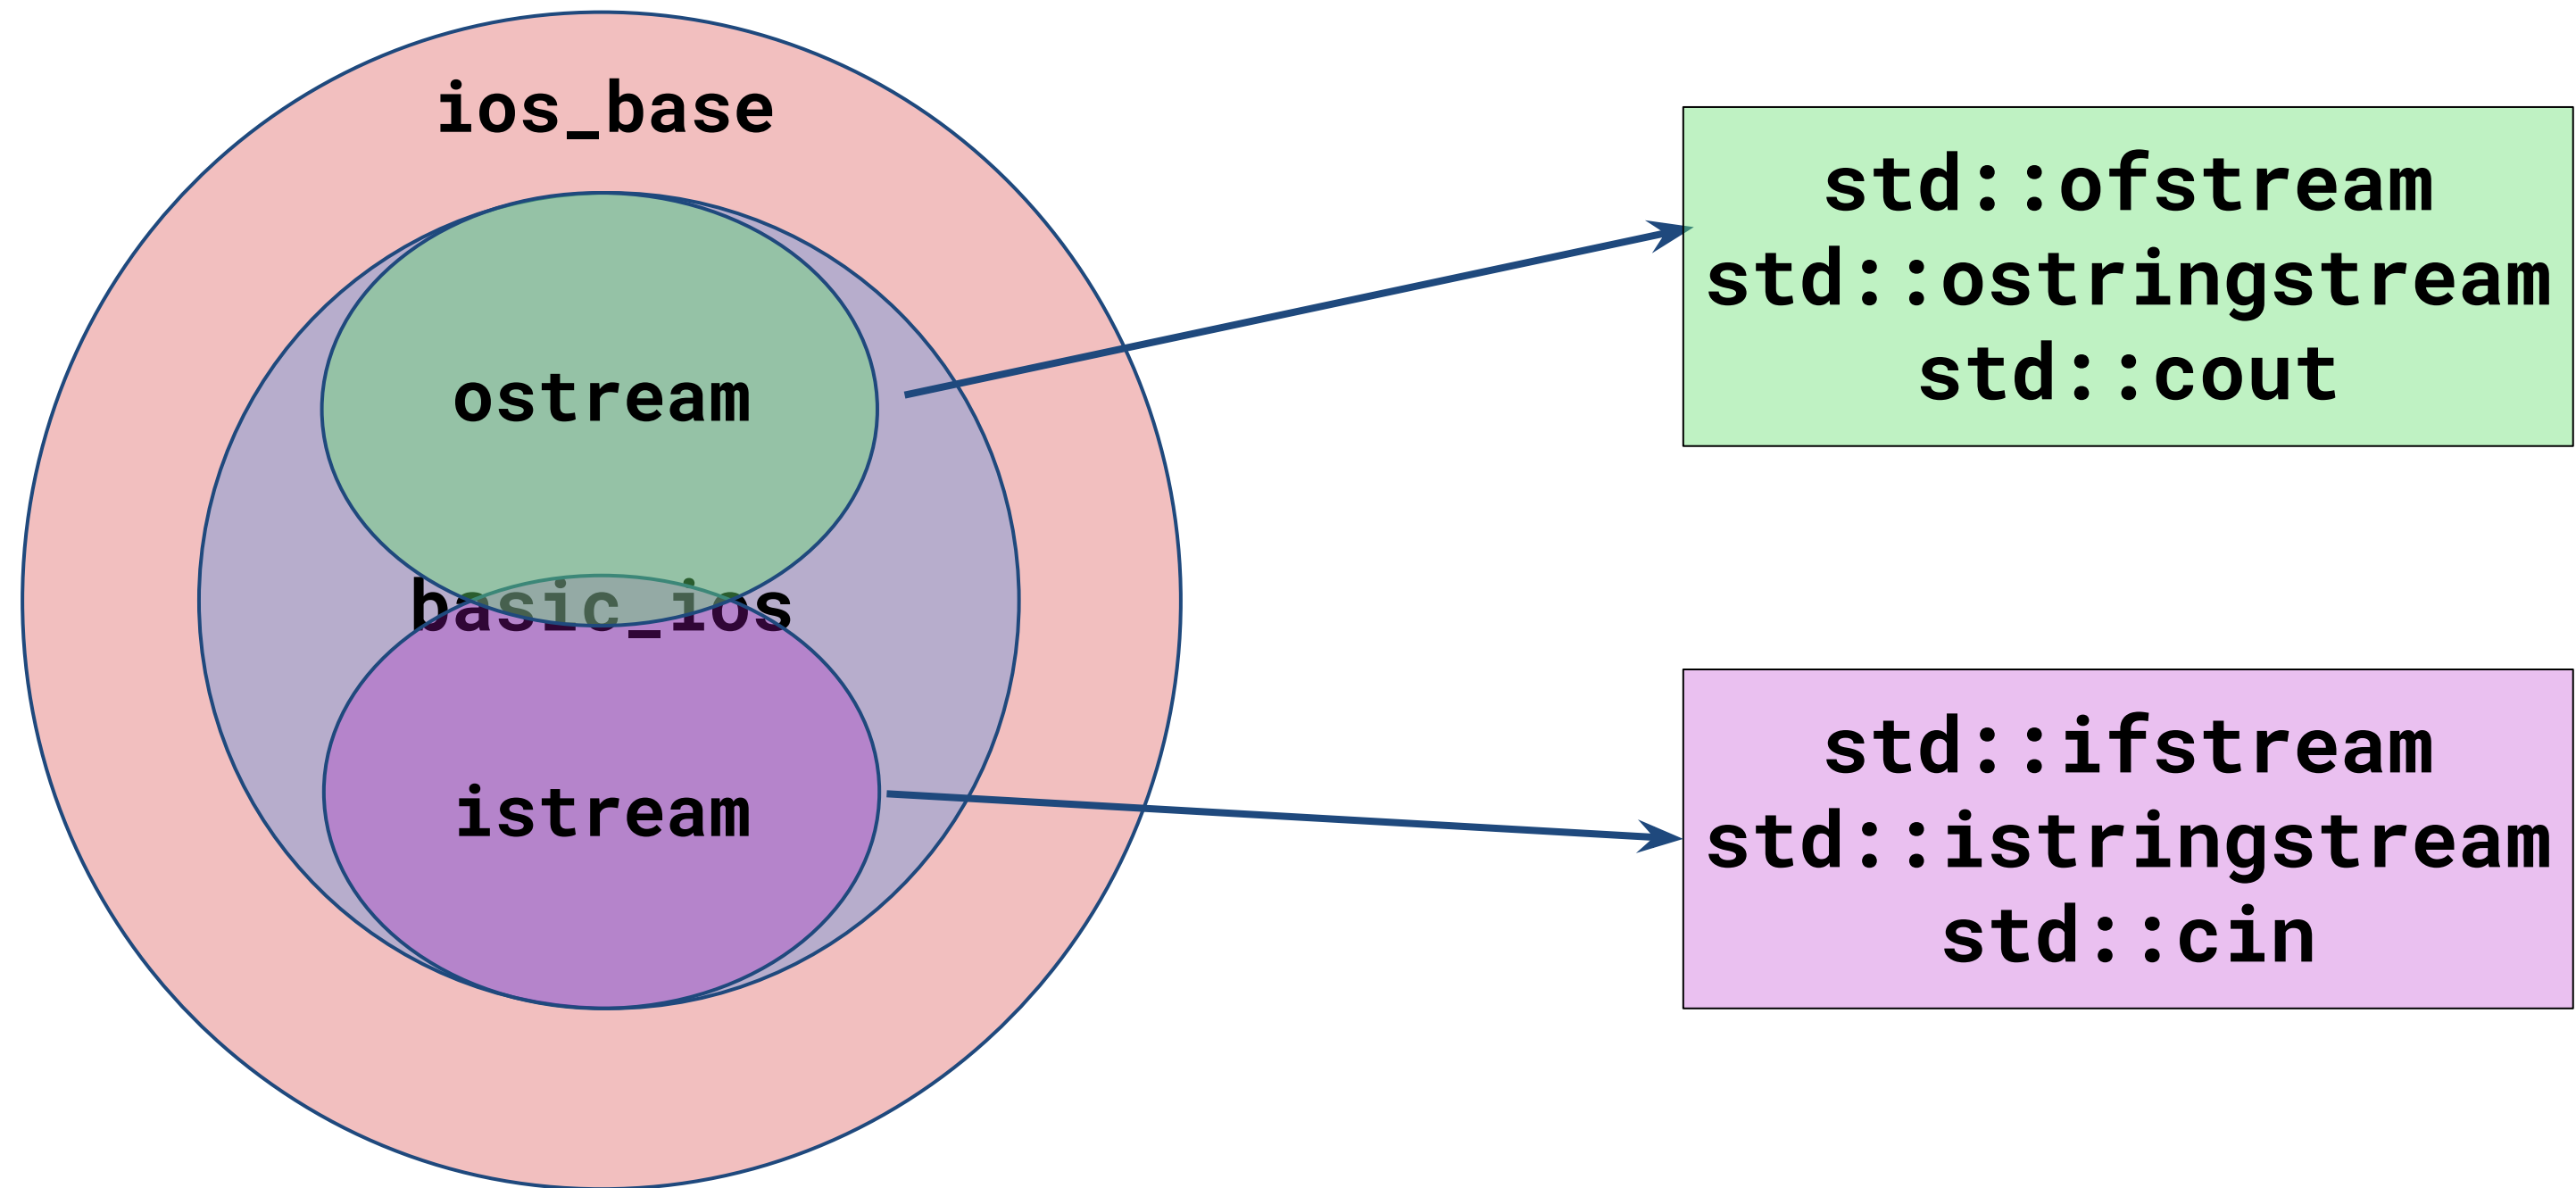 ios_base
ostream
basic_ios
istream
std::ofstream
std::ostringstream
std::cout
std::ifstream
std::istringstream
std::cin